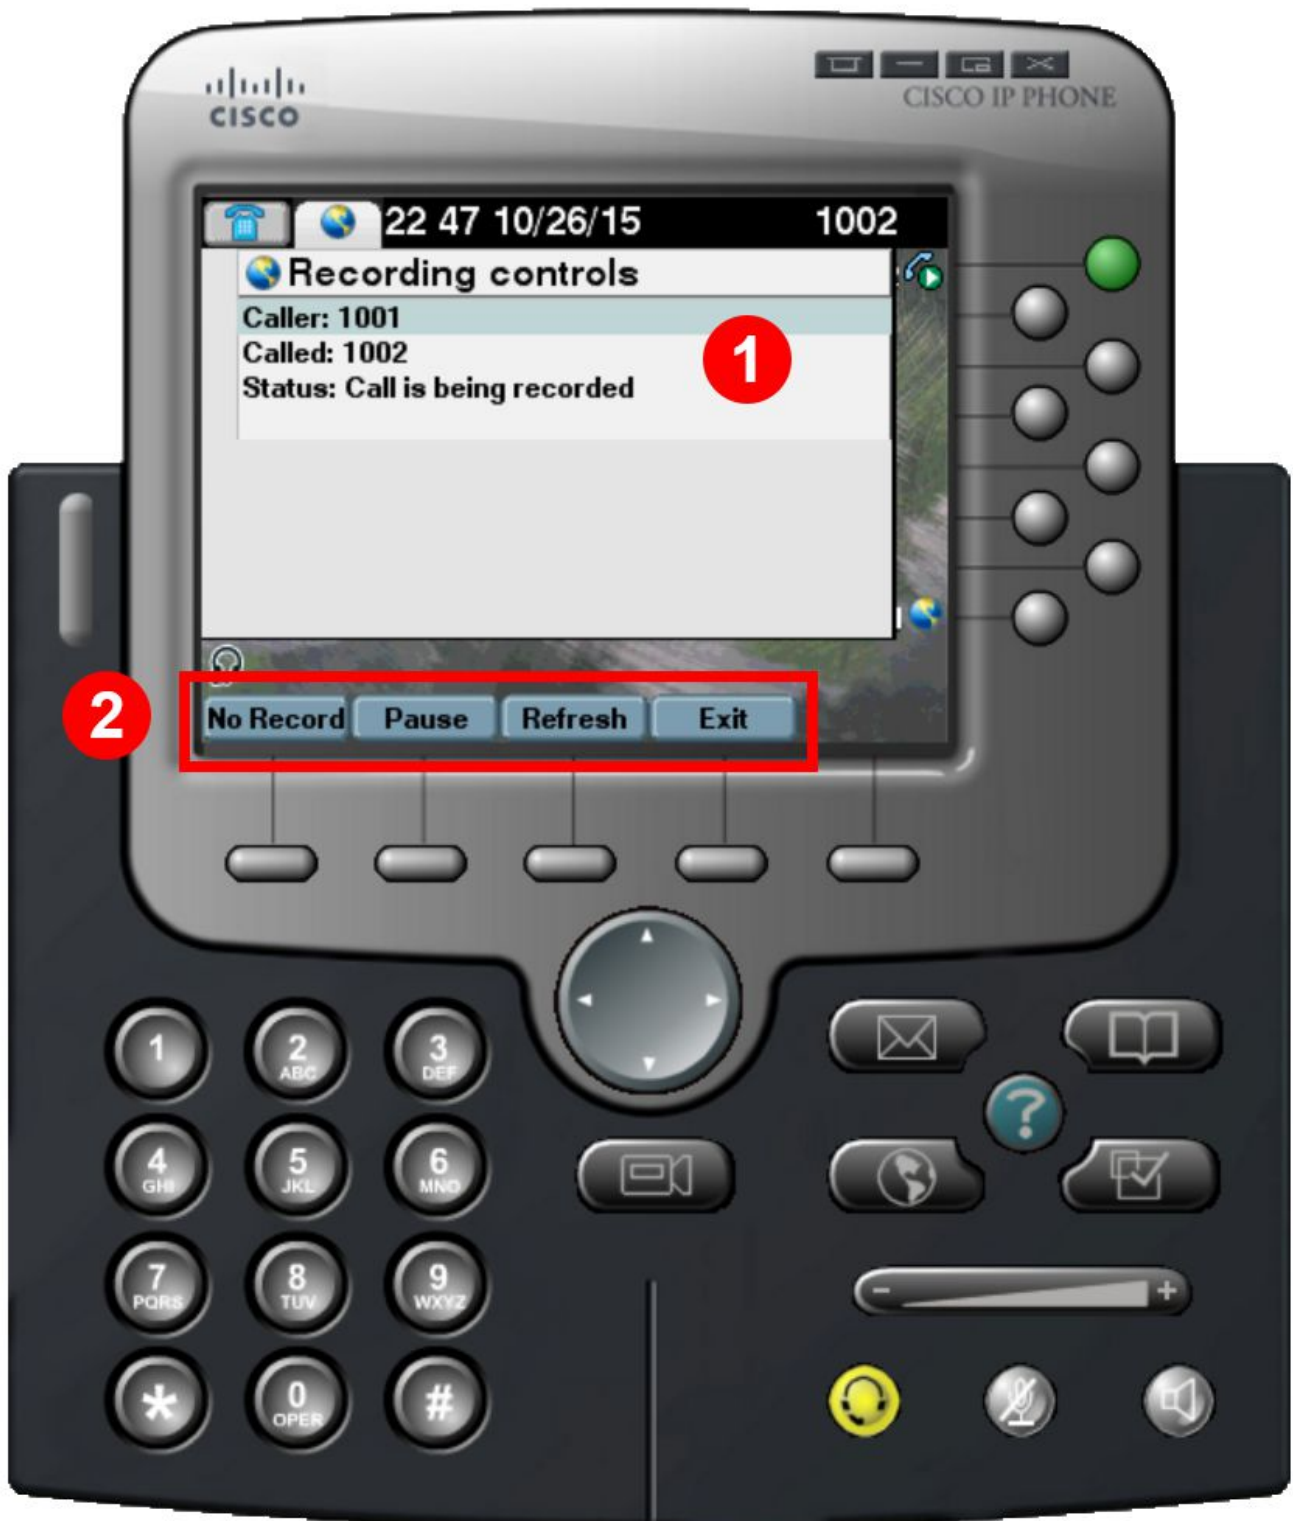 CISCO
CISCO IP PHONE
22 47 10/26/15 1002
Recording controls
Caller: 1001
Called: 1002
Status: Call is being recorded
1
2
No Record Pause Refresh Exit
1 2 ABC 3 DEF
4 GHI 5 JKL 6 MNO
7 PQRS 8 TUV 9 WXYZ
* 0 OPER #
?
- +